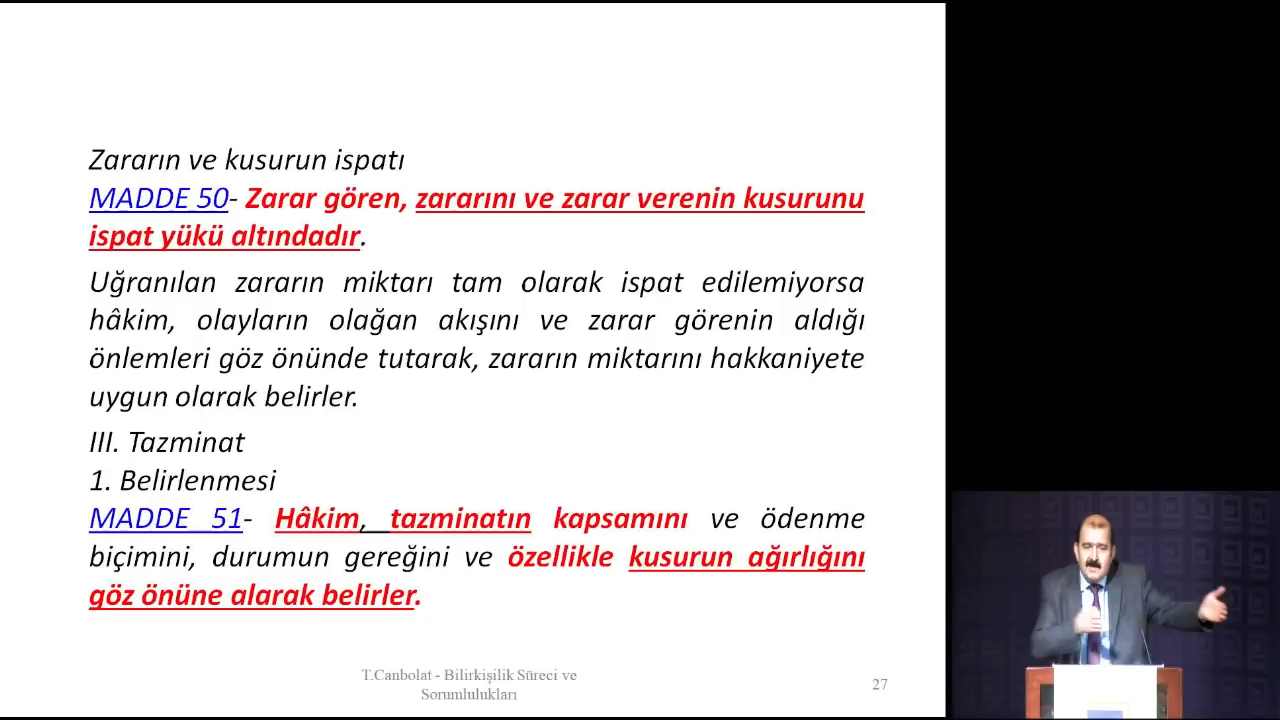 Zararın ve kusurun ispatı
MADDE 50- Zarar gören, zararını ve zarar verenin kusurunu
ispat yükü altındadır.
Uğranılan zararın miktarı tam olarak ispat edilemiyorsa
hâkim, olayların olağan akışını ve zarar görenin aldığı
önlemleri göz önünde tutarak, zararın miktarını hakkaniyete
uygun olarak belirler.
III. Tazminat
1. Belirlenmesi
MADDE 51- Hâkim, tazminatın kapsamını ve ödenme
biçimini, durumun gereğini ve özellikle kusurun ağırlığını
göz önüne alarak belirler.
T.Canbolat - Bilirkişilik Süreci ve
Sorumlulukları
27